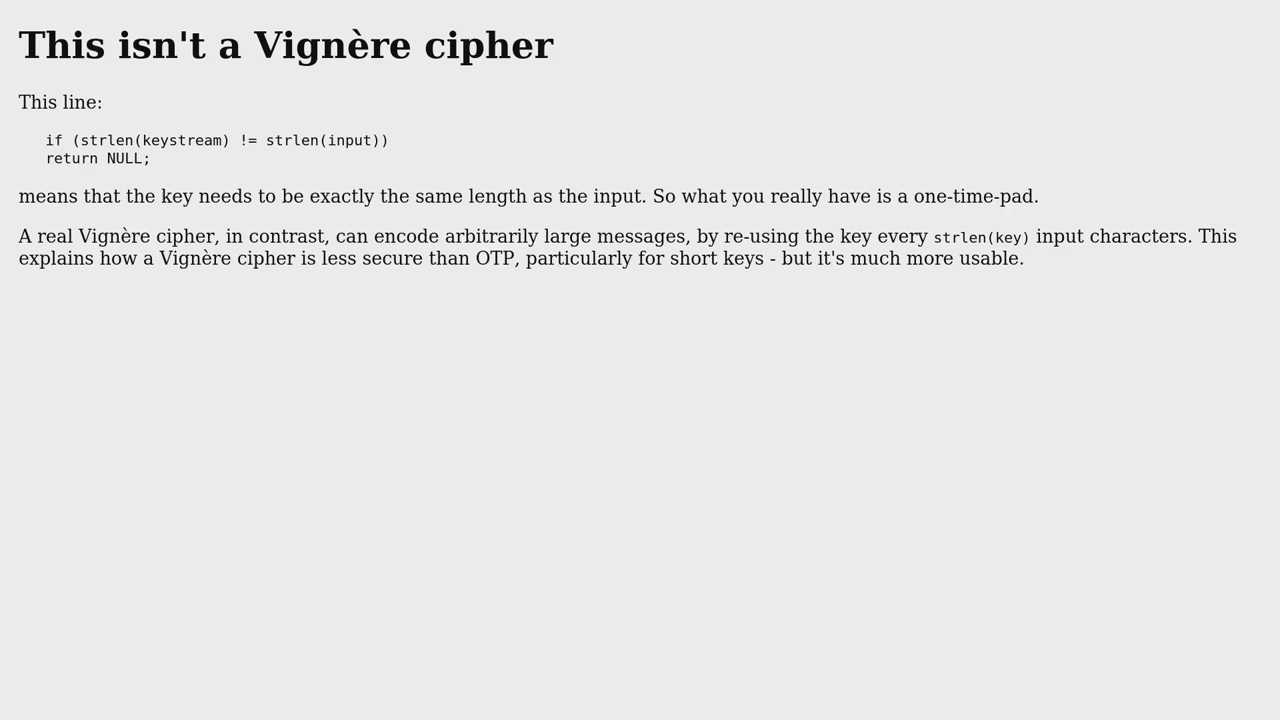 This isn't a Vignère cipher
This line:
if (strlen(keystream) != strlen(input))
return NULL;
means that the key needs to be exactly the same length as the input. So what you really have is a one-time-pad.
A real Vignère cipher, in contrast, can encode arbitrarily large messages, by re-using the key every strlen(key) input characters. This
explains how a Vignère cipher is less secure than OTP, particularly for short keys - but it's much more usable.